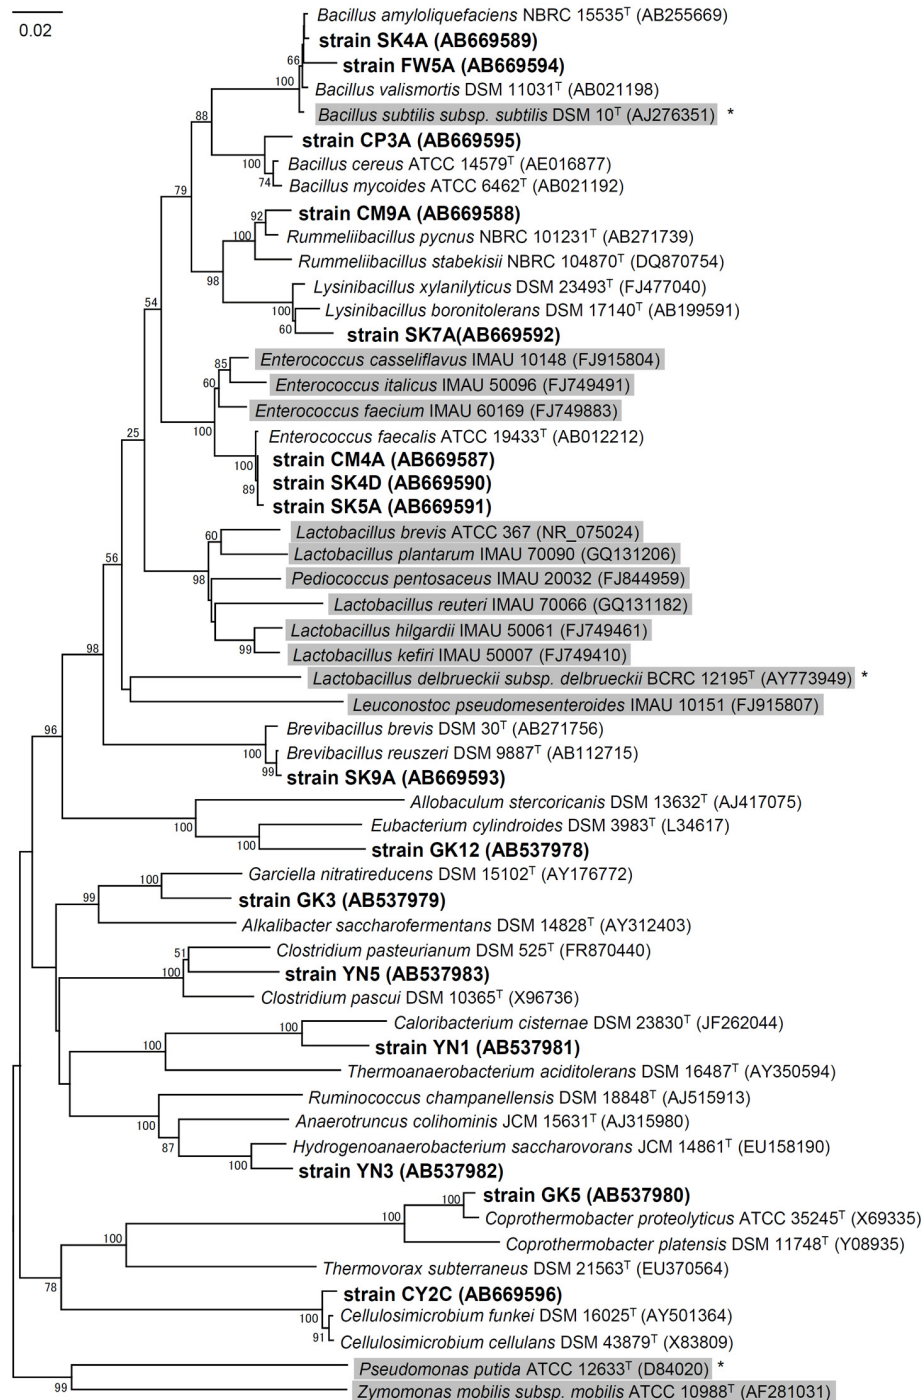 0.02
Bacillus amyloliquefaciens NBRC 15535T (AB255669)
strain SK4A (AB669589)
66
strain FW5A (AB669594)
100
Bacillus valismortis DSM 11031T (AB021198)
Bacillus subtilis subsp. subtilis DSM 10T (AJ276351) *
88
strain CP3A (AB669595)
100
Bacillus cereus ATCC 14579T (AE016877)
74
Bacillus mycoides ATCC 6462T (AB021192)
79
92
strain CM9A (AB669588)
100
Rummeliibacillus pycnus NBRC 101231T (AB271739)
Rummeliibacillus stabekisii NBRC 104870T (DQ870754)
98
Lysinibacillus xylanilyticus DSM 23493T (FJ477040)
54
100
Lysinibacillus boronitolerans DSM 17140T (AB199591)
60
strain SK7A(AB669592)
85
Enterococcus casseliflavus IMAU 10148 (FJ915804)
60
Enterococcus italicus IMAU 50096 (FJ749491)
Enterococcus faecium IMAU 60169 (FJ749883)
100
25
Enterococcus faecalis ATCC 19433T (AB012212)
100
strain CM4A (AB669587)
89
strain SK4D (AB669590)
strain SK5A (AB669591)
60
Lactobacillus brevis ATCC 367 (NR_075024)
56
Lactobacillus plantarum IMAU 70090 (GQ131206)
98
Pediococcus pentosaceus IMAU 20032 (FJ844959)
Lactobacillus reuteri IMAU 70066 (GQ131182)
Lactobacillus hilgardii IMAU 50061 (FJ749461)
98
99
Lactobacillus kefiri IMAU 50007 (FJ749410)
Lactobacillus delbrueckii subsp. delbrueckii BCRC 12195T (AY773949) *
Leuconostoc pseudomesenteroides IMAU 10151 (FJ915807)
96
Brevibacillus brevis DSM 30T (AB271756)
100
Brevibacillus reuszeri DSM 9887T (AB112715)
99
strain SK9A (AB669593)
Allobaculum stercoricanis DSM 13632T (AJ417075)
100
Eubacterium cylindroides DSM 3983T (L34617)
100
strain GK12 (AB537978)
100
Garciella nitratireducens DSM 15102T (AY176772)
99
strain GK3 (AB537979)
Alkalibacter saccharofermentans DSM 14828T (AY312403)
51
Clostridium pasteurianum DSM 525T (FR870440)
100
strain YN5 (AB537983)
Clostridium pascui DSM 10365T (X96736)
100
Caloribacterium cisternae DSM 23830T (JF262044)
100
strain YN1 (AB537981)
Thermoanaerobacterium aciditolerans DSM 16487T (AY350594)
Ruminococcus champanellensis DSM 18848T (AJ515913)
100
Anaerotruncus colihominis JCM 15631T (AJ315980)
87
Hydrogenoanaerobacterium saccharovorans JCM 14861T (EU158190)
100
strain YN3 (AB537982)
100
strain GK5 (AB537980)
100
Coprothermobacter proteolyticus ATCC 35245T (X69335)
100
Coprothermobacter platensis DSM 11748T (Y08935)
Thermovorax subterraneus DSM 21563T (EU370564)
78
strain CY2C (AB669596)
100
Cellulosimicrobium funkei DSM 16025T (AY501364)
91
Cellulosimicrobium cellulans DSM 43879T (X83809)
Pseudomonas putida ATCC 12633T (D84020) *
99
Zymomonas mobilis subsp. mobilis ATCC 10988T (AF281031)